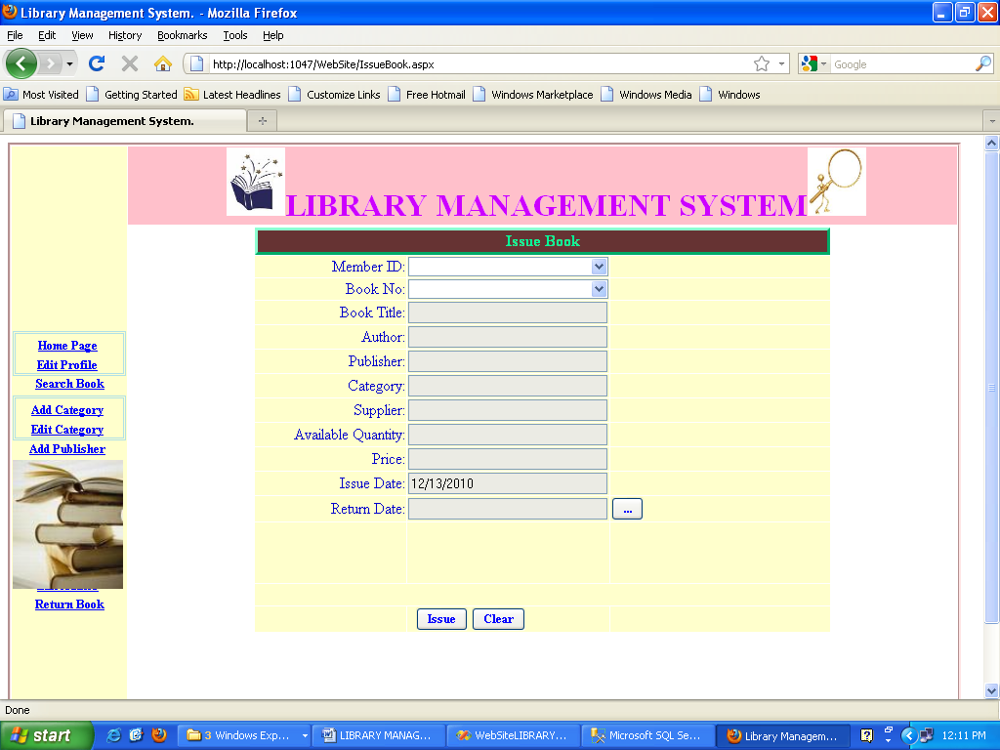 Library Management System. - Mozilla Firefox
File Edit View History Bookmarks Tools Help
http://localhost:1047/WebSite/IssueBook.aspx
Google
Most Visited Getting Started Latest Headlines Customize Links Free Hotmail Windows Marketplace Windows Media Windows
Library Management System.
LIBRARY MANAGEMENT SYSTEM
Issue Book
Member ID:
Book No:
Book Title:
Author:
Publisher:
Category:
Supplier:
Available Quantity:
Price:
Issue Date: 12/13/2010
Return Date: ...
Issue Clear
Home Page
Edit Profile
Search Book
Add Category
Edit Category
Add Publisher
Return Book
Done
start 3 Windows Exp... LIBRARY MANAG... WebSiteLIBRARY... Microsoft SQL Se... Library Managem... 12:11 PM